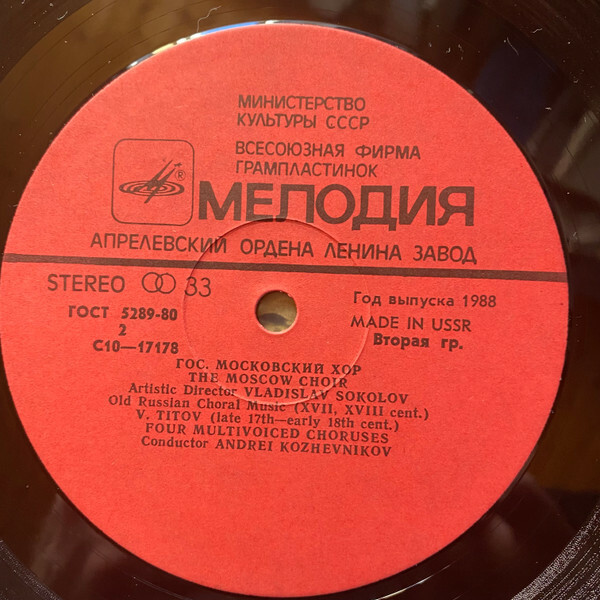 МИНИСТЕРСТВО
КУЛЬТУРЫ СССР
ВСЕСОЮЗНАЯ ФИРМА
ГРАМПЛАСТИНОК
®
МЕЛОДИЯ
АПРЕЛЕВСКИЙ ОРДЕНА ЛЕНИНА ЗАВОД
STEREO 33
Год выпуска 1988
ГОСТ 5289-80
MADE IN USSR
2
Вторая гр.
С10—17178
ГОС. МОСКОВСКИЙ ХОР
THE MOSCOW CHOIR
Artistic Director VLADISLAV SOKOLOV
Old Russian Choral Music (XVII, XVIII cent.)
V. TITOV (late 17th—early 18th cent.)
FOUR MULTIVOICED CHORUSES
Conductor ANDREI KOZHEVNIKOV